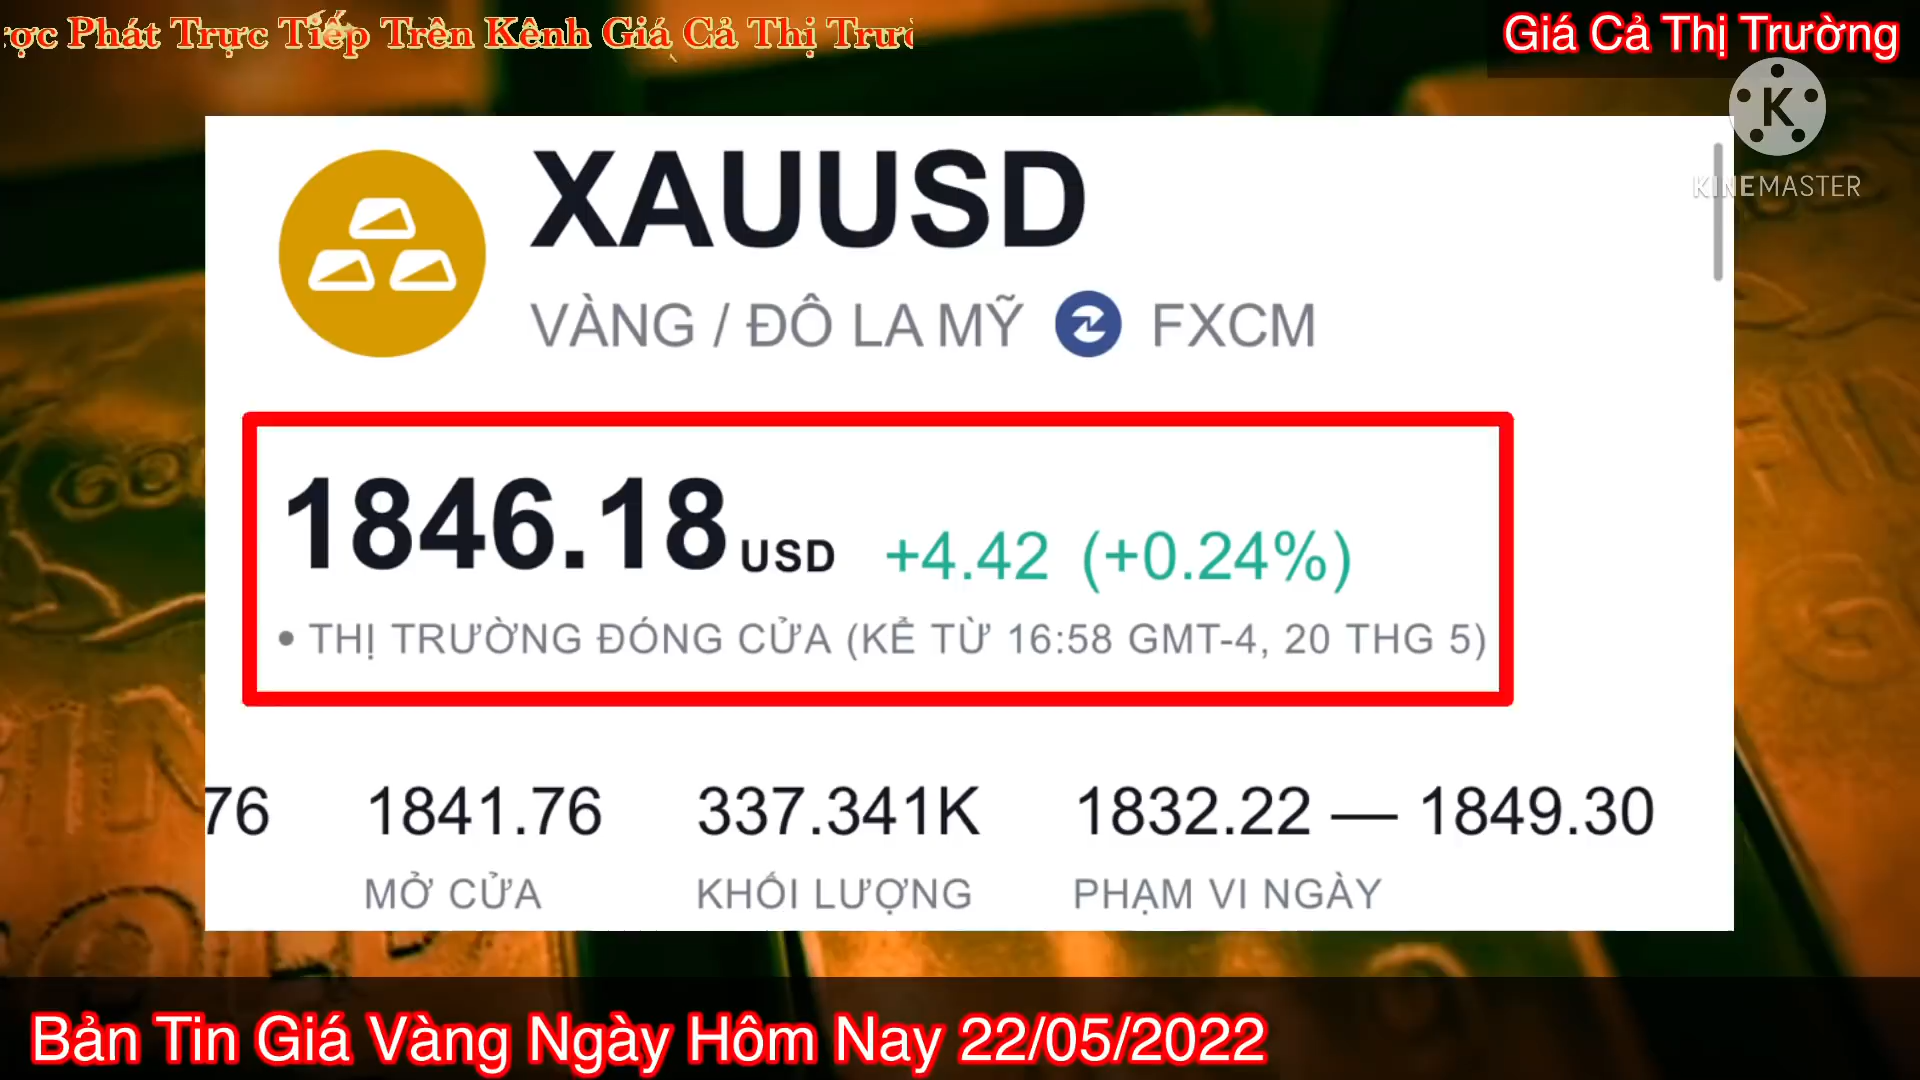 Phát Trực Tiếp Trên Kênh Giá Cả Thị
Giá Cả Thị Trường
K
KINEMASTER
XAUUSD
VÀNG / ĐÔ LA MỸ FXCM
1846.18 USD +4.42 (+0.24%)
• THỊ TRƯỜNG ĐÓNG CỬA (KỂ TỪ 16:58 GMT-4, 20 THG 5)
76 1841.76 337.341K 1832.22 — 1849.30
MỞ CỬA KHỐI LƯỢNG PHẠM VI NGÀY
Bản Tin Giá Vàng Ngày Hôm Nay 22/05/2022